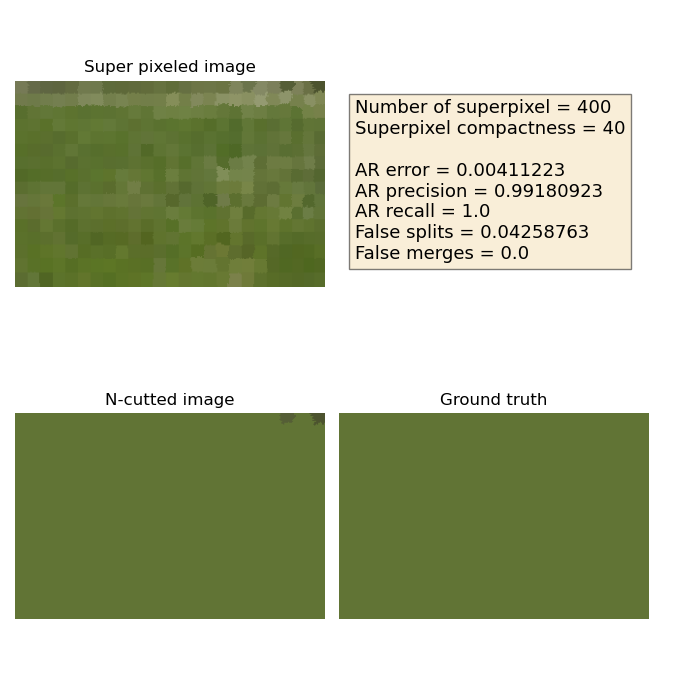 Super pixeled image
Number of superpixel = 400
Superpixel compactness = 40
AR error = 0.00411223
AR precision = 0.99180923
AR recall = 1.0
False splits = 0.04258763
False merges = 0.0
N-cutted image
Ground truth